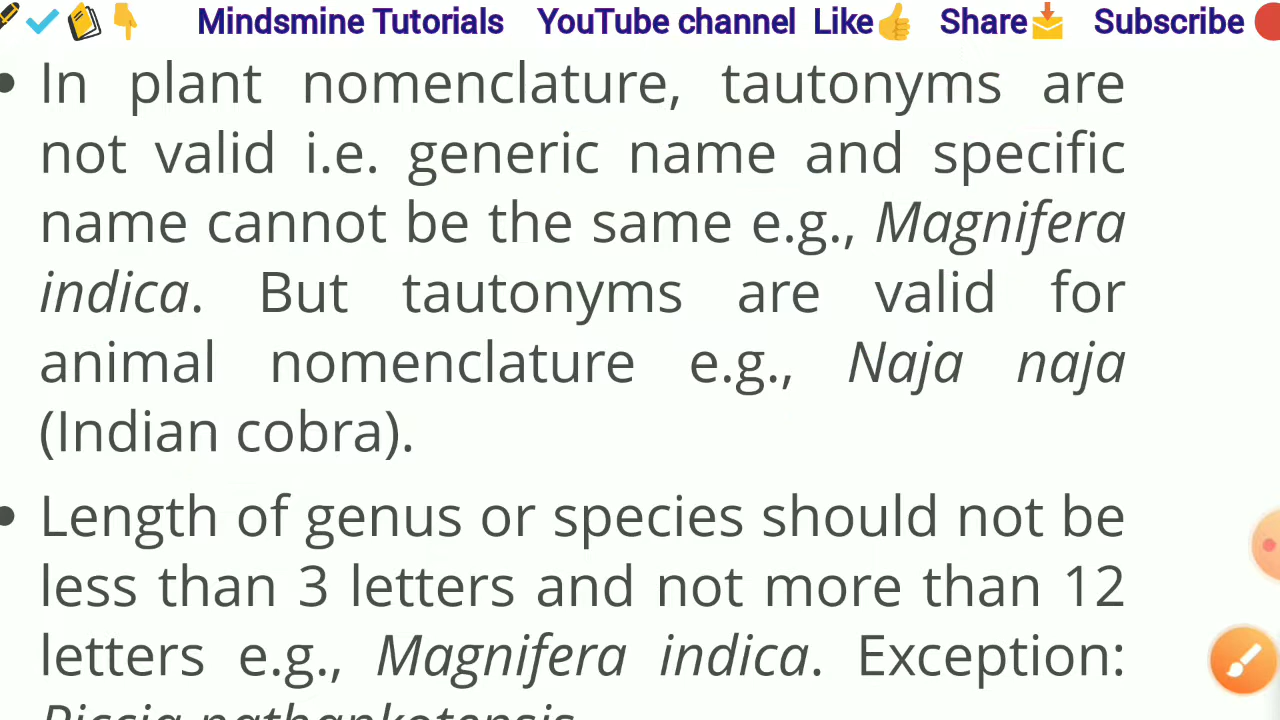 Mindsmine Tutorials YouTube channel Like Share Subscribe
• In plant nomenclature, tautonyms are
not valid i.e. generic name and specific
name cannot be the same e.g., Magnifera
indica. But tautonyms are valid for
animal nomenclature e.g., Naja naja
(Indian cobra).
• Length of genus or species should not be
less than 3 letters and not more than 12
letters e.g., Magnifera indica. Exception:
Riccia pathankotensis